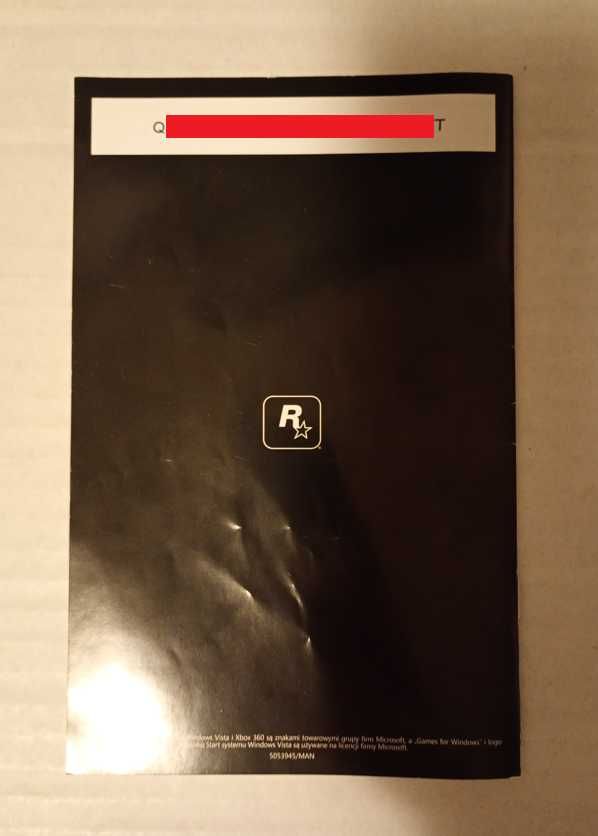 Q T
R
Windows Vista i Xbox 360 są znakami towarowymi grupy firm Microsoft, a „Games for Windows” i logo
Start systemu Windows Vista są używane na licencji firmy Microsoft.
5053945/MAN